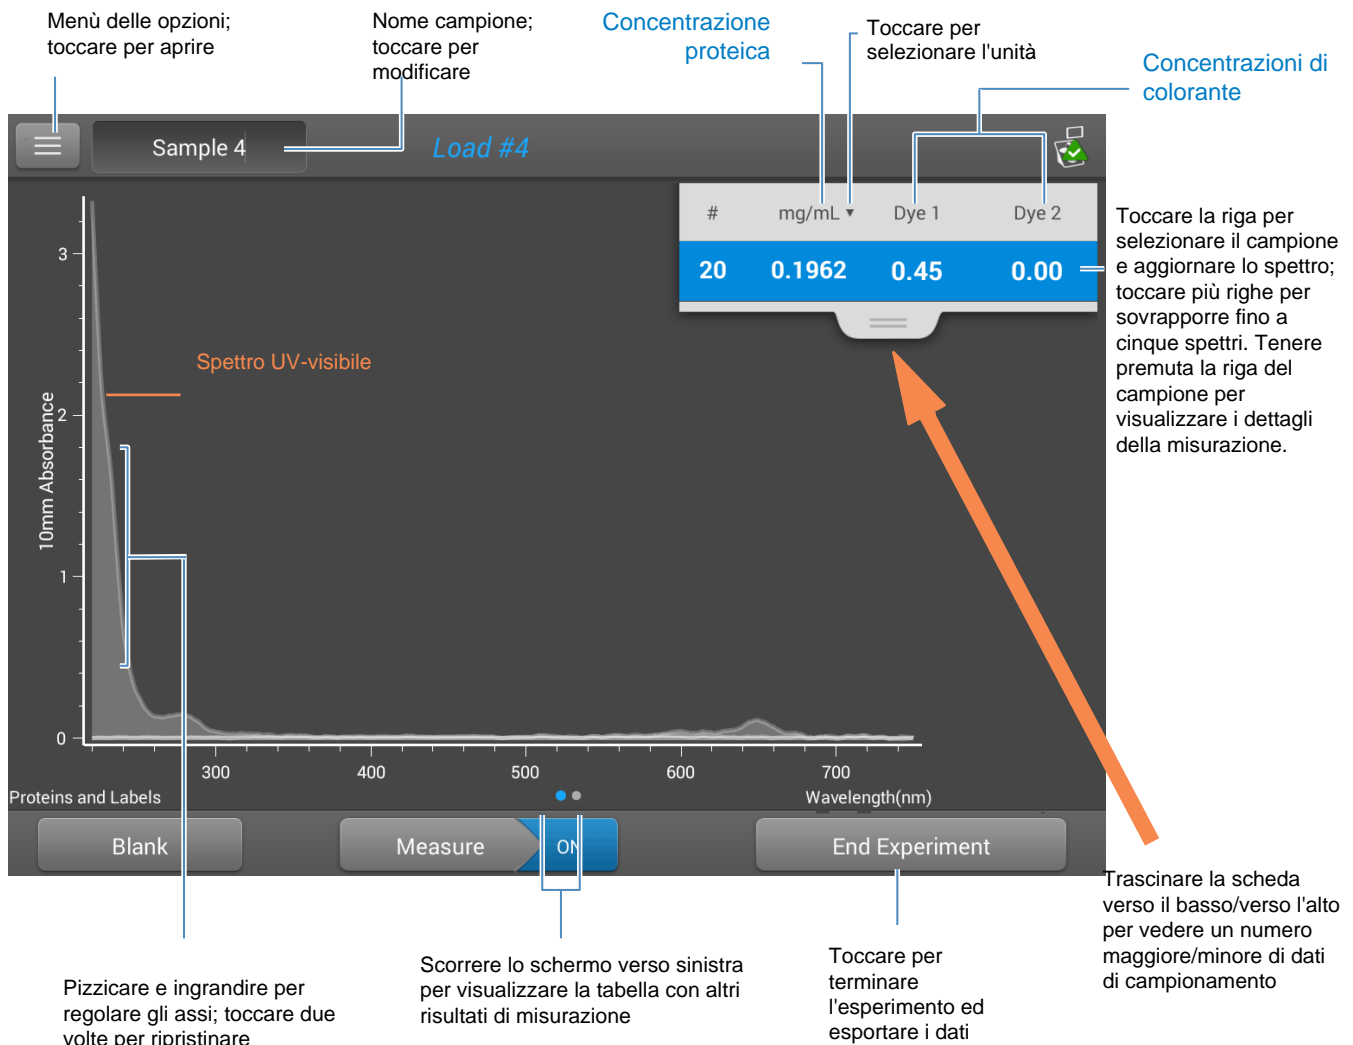 Menù delle opzioni;
toccare per aprire
Nome campione;
toccare per
modificare
Concentrazione
proteica
Toccare per
selezionare l'unità
Concentrazioni di
colorante
Sample 4
Load #4
# mg/mL ▾ Dye 1 Dye 2
20 0.1962 0.45 0.00
Toccare la riga per
selezionare il campione
e aggiornare lo spettro;
toccare più righe per
sovrapporre fino a
cinque spettri. Tenere
premuta la riga del
campione per
visualizzare i dettagli
della misurazione.
Spettro UV-visibile
10mm Absorbance
3
2
1
0
300 400 500 600 700
Proteins and Labels
Wavelength(nm)
Blank
Measure
ON
End Experiment
Pizzicare e ingrandire per
regolare gli assi; toccare due
volte per ripristinare
Scorrere lo schermo verso sinistra
per visualizzare la tabella con altri
risultati di misurazione
Toccare per
terminare
l'esperimento ed
esportare i dati
Trascinare la scheda
verso il basso/verso l'alto
per vedere un numero
maggiore/minore di dati
di campionamento